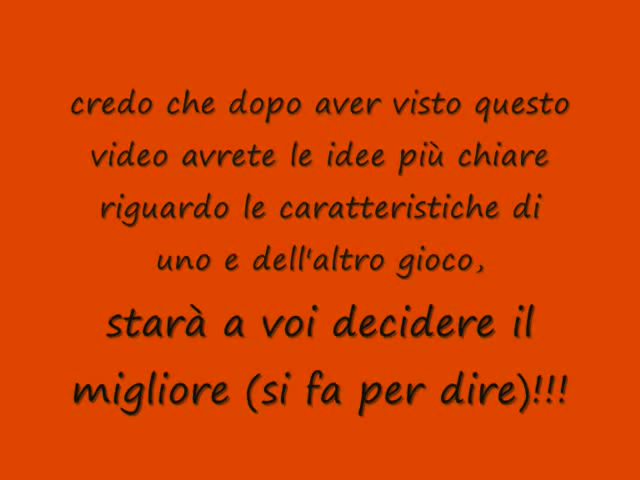 credo che dopo aver visto questo
video avrete le idee più chiare
riguardo le caratteristiche di
uno e dell'altro gioco,
starà a voi decidere il
migliore (si fa per dire)!!!